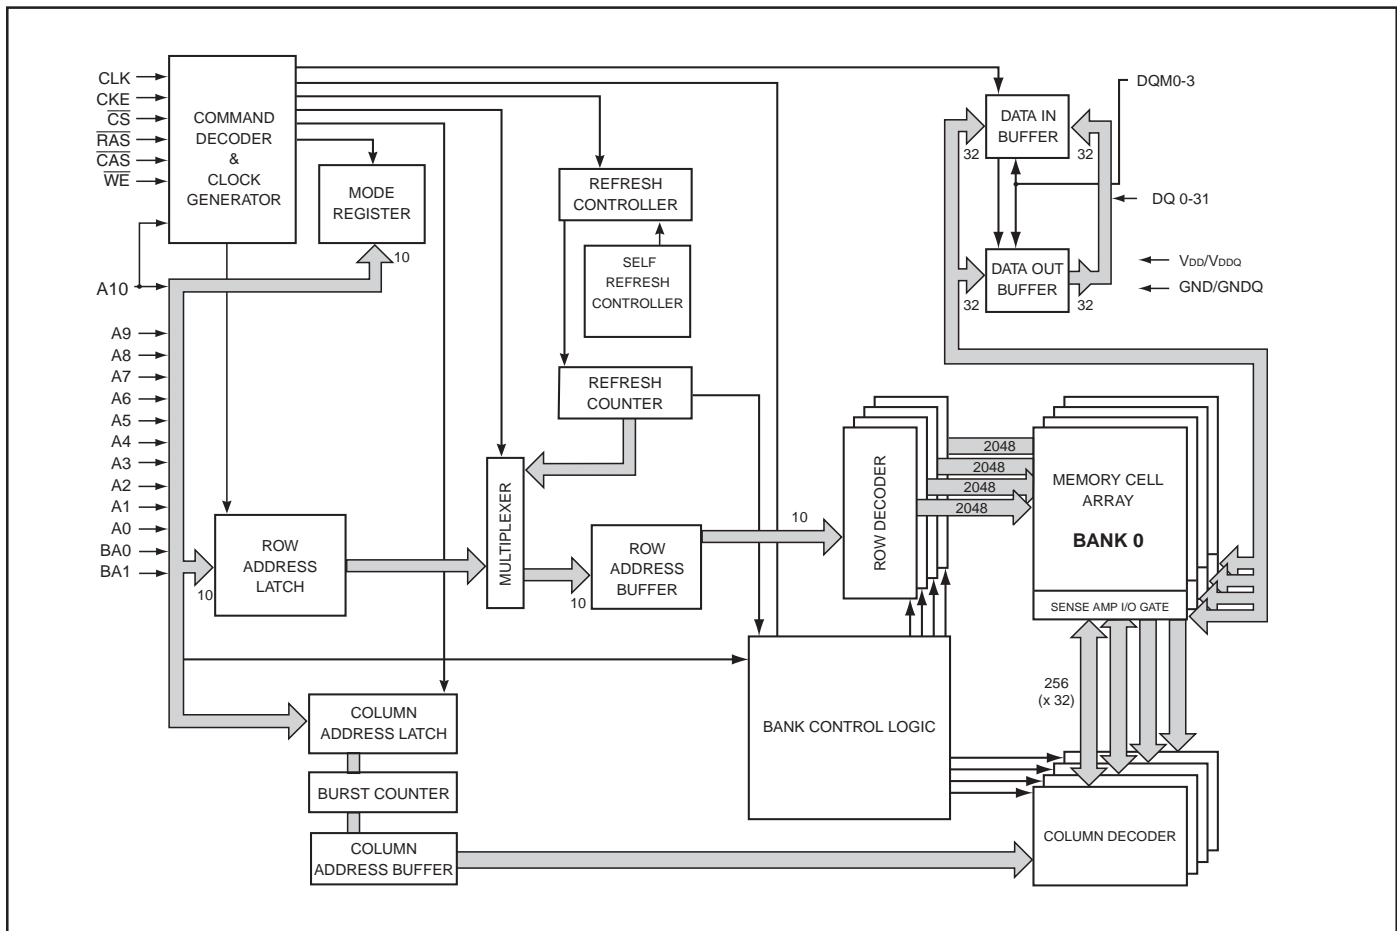 CLK
CKE
CS
RAS
CAS
WE
A10
A9
A8
A7
A6
A5
A4
A3
A2
A1
A0
BA0
BA1
COMMAND
DECODER
&
CLOCK
GENERATOR
MODE
REGISTER
10
REFRESH
CONTROLLER
SELF
REFRESH
CONTROLLER
REFRESH
COUNTER
DATA IN
BUFFER
32
32
DQM0-3
DQ 0-31
DATA OUT
BUFFER
32
32
VDD/VDDQ
GND/GNDQ
10
ROW
ADDRESS
LATCH
MULTIPLEXER
10
ROW
ADDRESS
BUFFER
10
ROW DECODER
2048
2048
2048
2048
MEMORY CELL
ARRAY
BANK 0
SENSE AMP I/O GATE
256
(x 32)
BANK CONTROL LOGIC
COLUMN
ADDRESS LATCH
BURST COUNTER
COLUMN
ADDRESS BUFFER
COLUMN DECODER